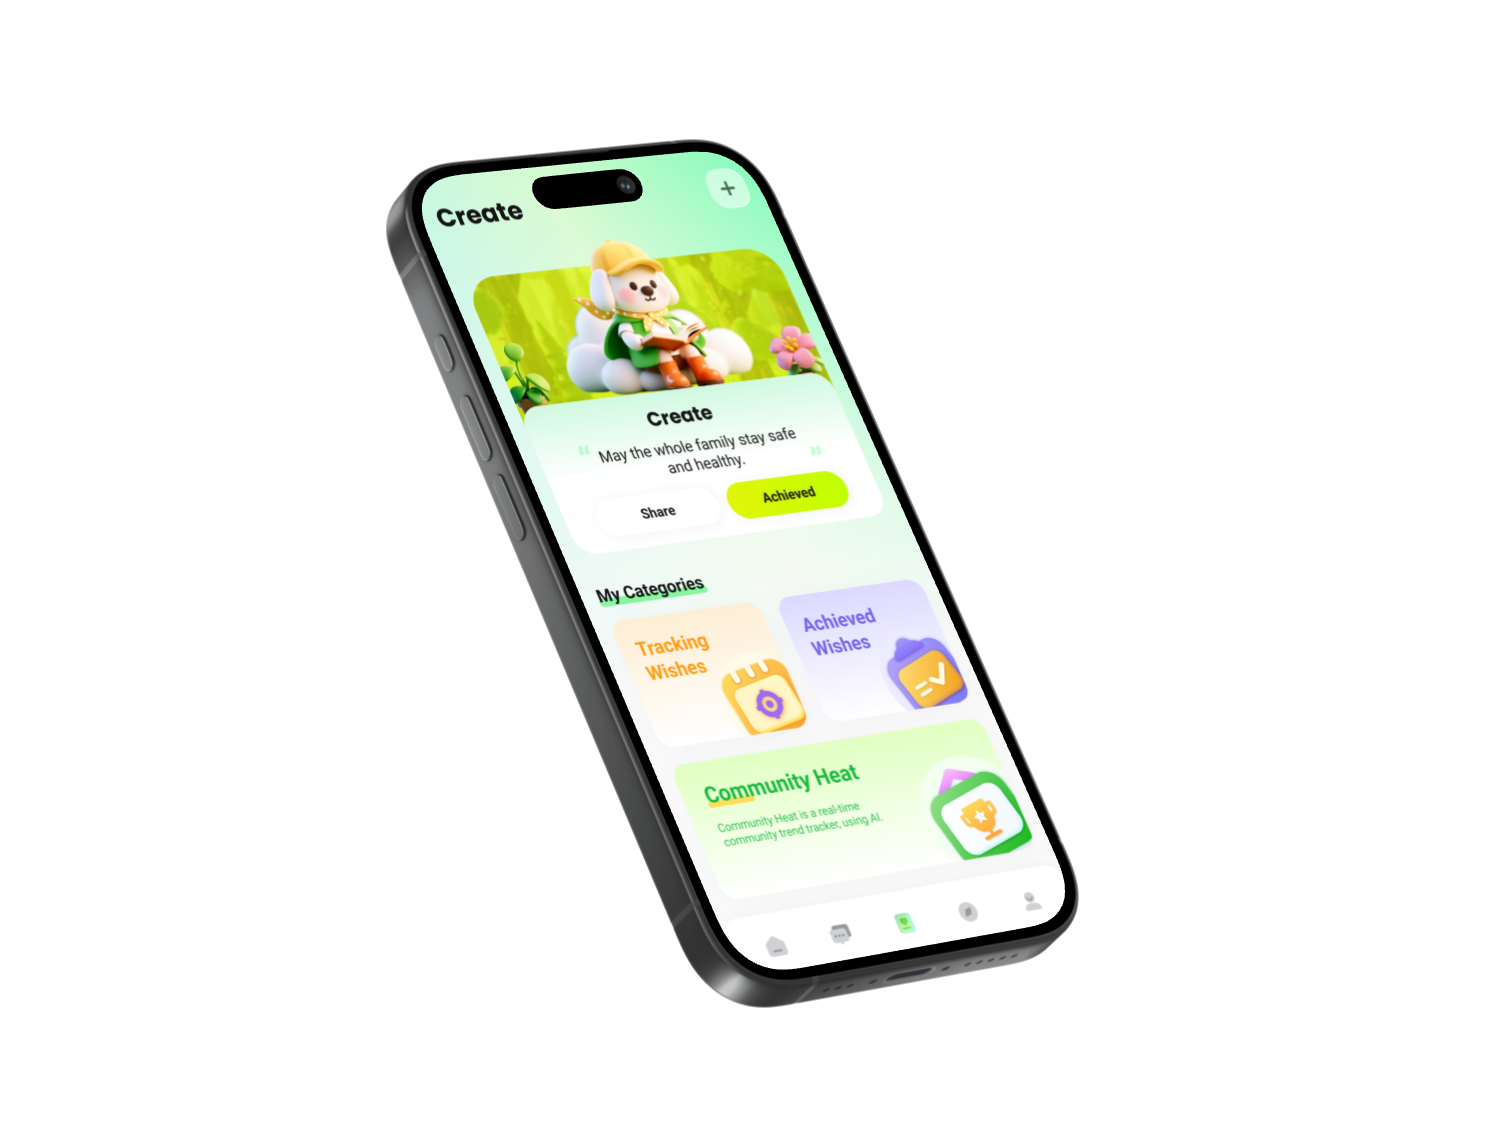 Create
Create
“ May the whole family stay safe ”
and healthy.
Share
Achieved
My Categories
Tracking
Wishes
Achieved
Wishes
Community Heat
Community Heat is a real-time
community trend tracker, using AI.